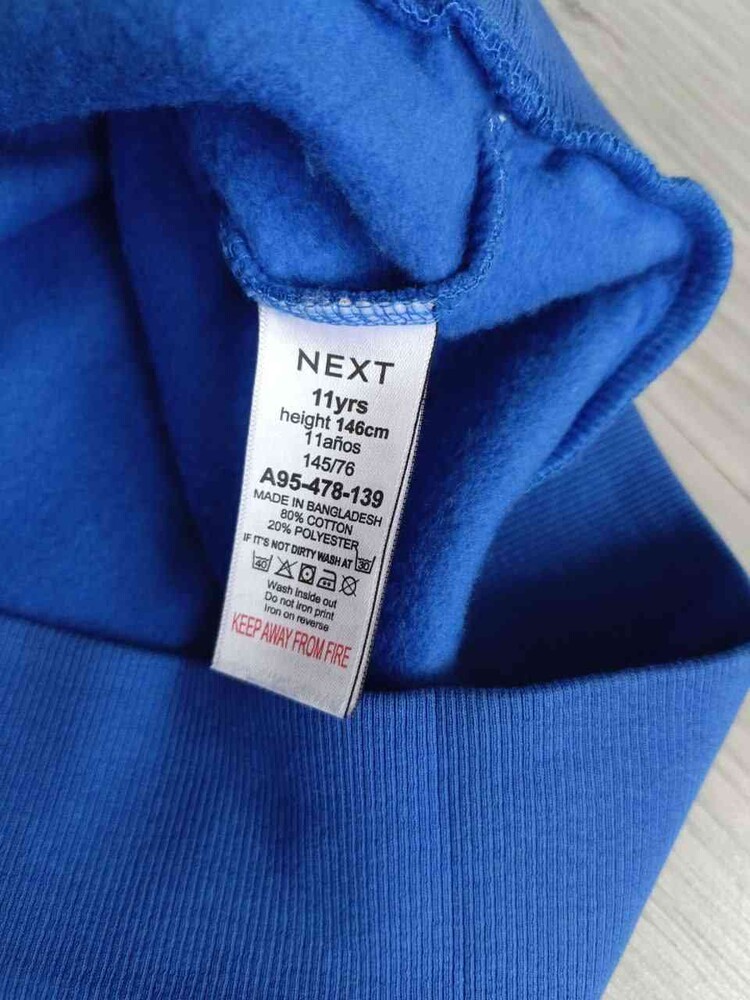 NEXT
11yrs
height 146cm
11años
145/76
A95-478-139
MADE IN BANGLADESH
80% COTTON
20% POLYESTER
IF IT'S NOT DIRTY WASH AT 30
40
Wash inside out
Do not iron print
Iron on reverse
KEEP AWAY FROM FIRE